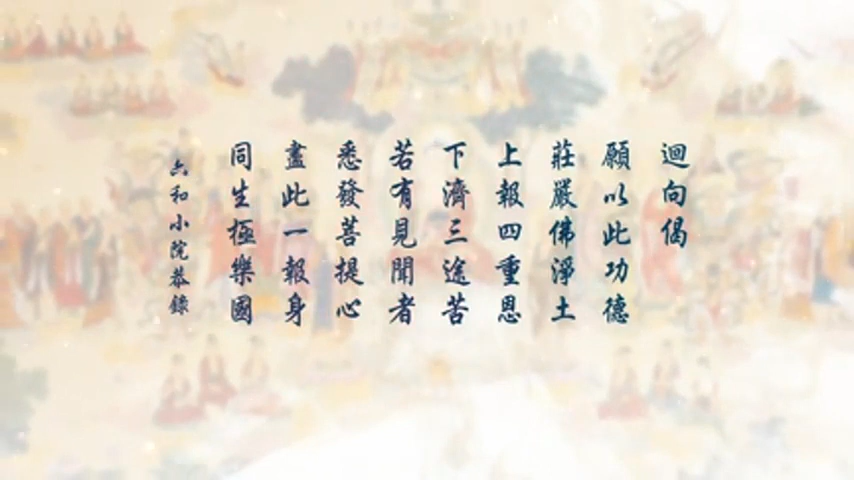 迴向偈
願以此功德
莊嚴佛淨土
上報四重恩
下濟三途苦
若有見聞者
悉發菩提心
盡此一報身
同生極樂國
六和小院恭錄